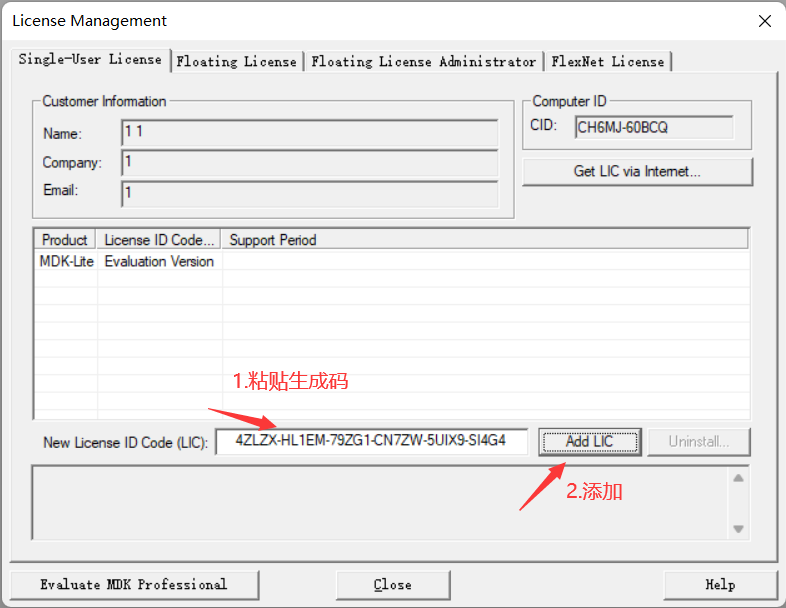 License Management
Single-User License
Floating License
Floating License Administrator
FlexNet License
Customer Information
Name:
1 1
Company:
1
Email:
1
Computer ID
CID:
CH6MJ-60BCQ
Get LIC via Internet...
Product
License ID Code...
Support Period
MDK-Lite
Evaluation Version
1.粘贴生成码
New License ID Code (LIC):
4ZLZX-HL1EM-79ZG1-CN7ZW-5UIX9-SI4G4
Add LIC
Uninstall...
2.添加
Evaluate MDK Professional
Close
Help